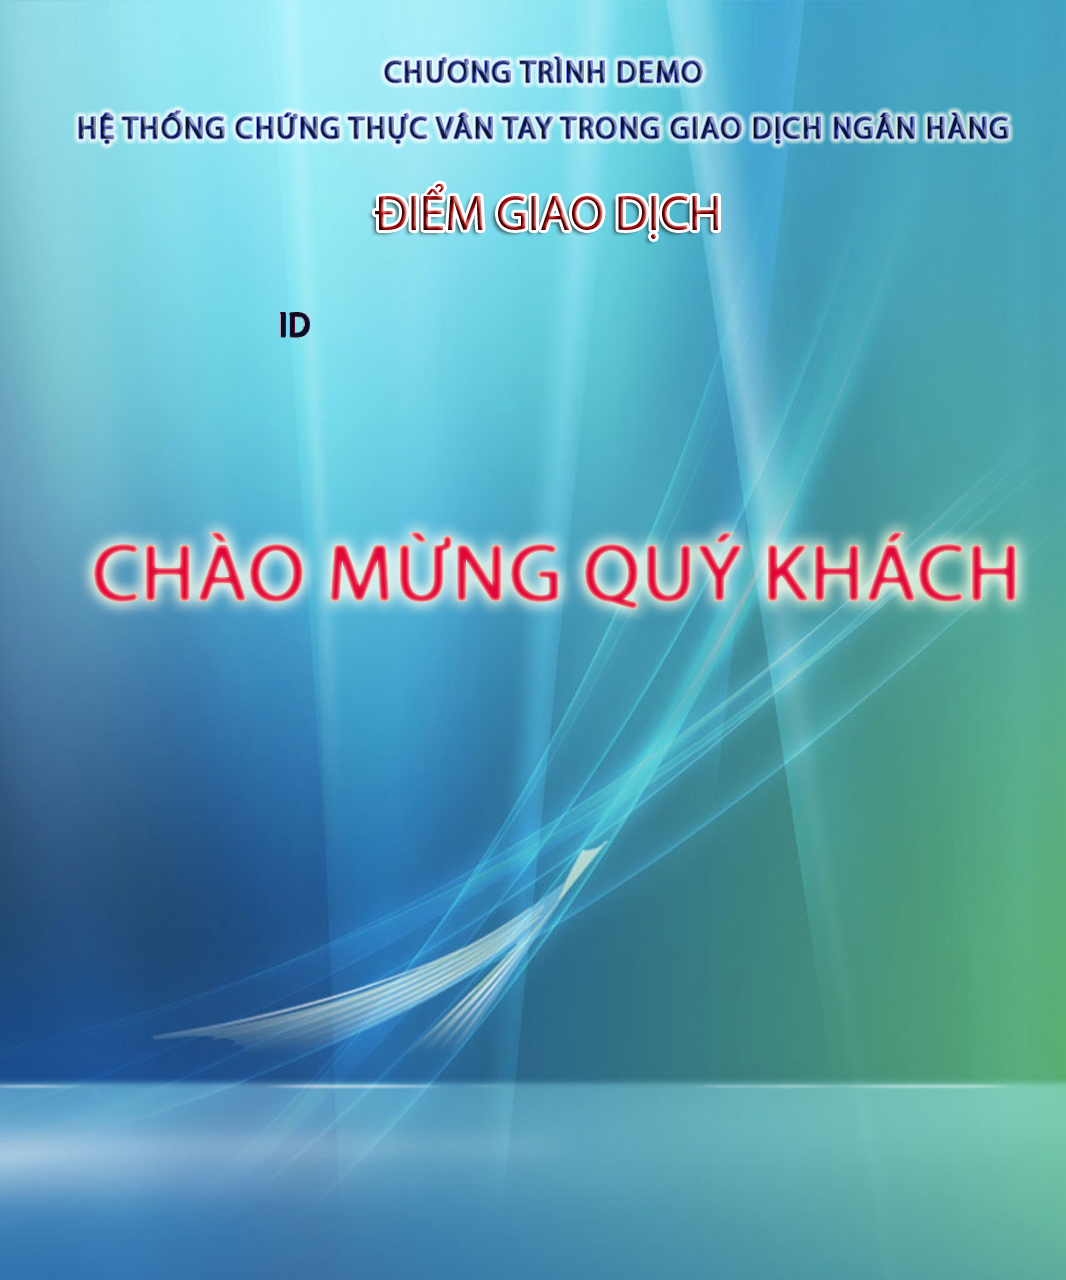 CHƯƠNG TRÌNH DEMO
HỆ THỐNG CHỨNG THỰC VÂN TAY TRONG GIAO DỊCH NGÂN HÀNG
ĐIỂM GIAO DỊCH
ID
CHÀO MỪNG QUÝ KHÁCH